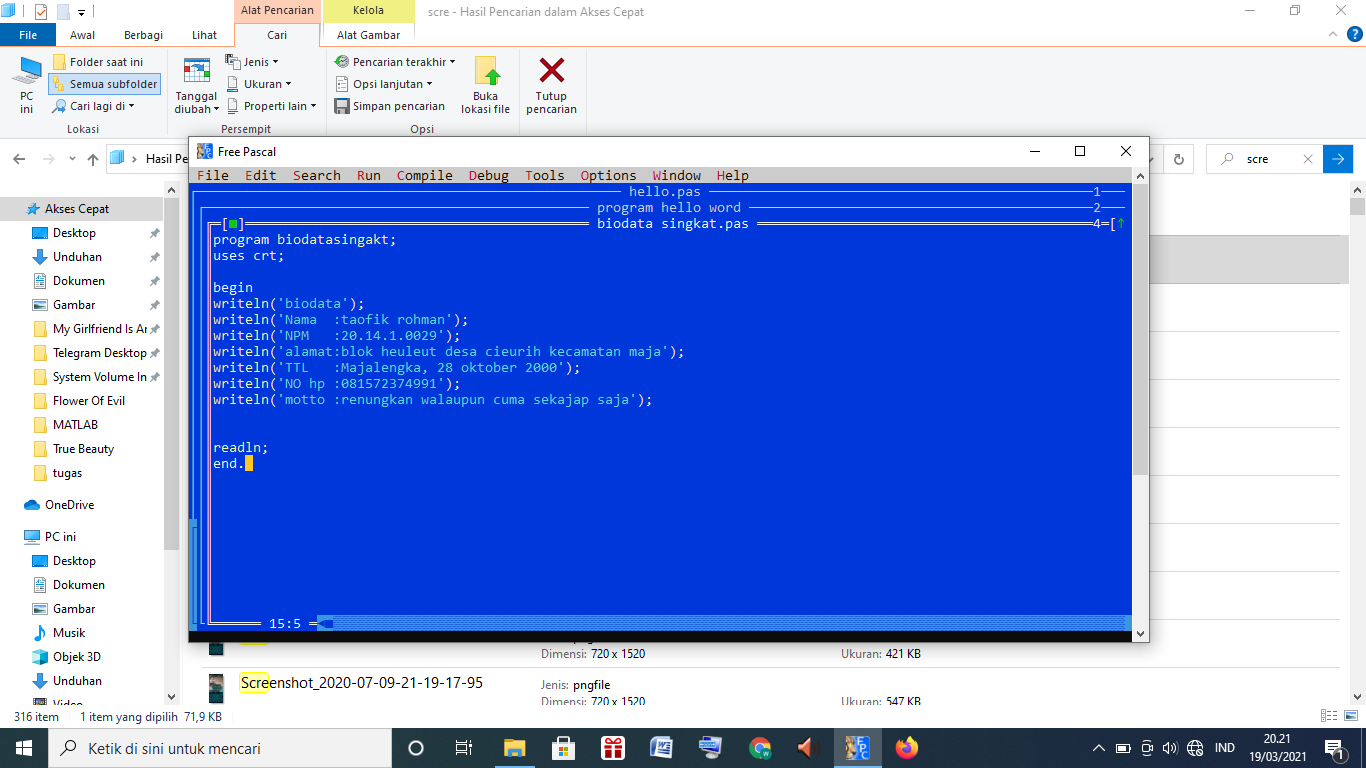 Alat Pencarian
Kelola
scre - Hasil Pencarian dalam Akses Cepat
File
Awal
Berbagi
Lihat
Cari
Alat Gambar
PC ini
Folder saat ini
Semua subfolder
Cari lagi di
Lokasi
Tanggal diubah
Jenis
Ukuran
Properti lain
Persempit
Pencarian terakhir
Opsi lanjutan
Simpan pencarian
Buka lokasi file
Opsi
Tutup pencarian
Hasil Pe
scre
Free Pascal
File Edit Search Run Compile Debug Tools Options Window Help
hello.pas 1
program hello word 2
biodata singkat.pas 4
program biodatasingakt;
uses crt;
begin
writeln('biodata');
writeln('Nama  :taofik rohman');
writeln('NPM   :20.14.1.0029');
writeln('alamat:blok heuleut desa cieurih kecamatan maja');
writeln('TTL   :Majalengka, 28 oktober 2000');
writeln('NO hp :081572374991');
writeln('motto :renungkan walaupun cuma sekajap saja');
readln;
end.
15:5
Akses Cepat
Desktop
Unduhan
Dokumen
Gambar
My Girlfriend Is Ar
Telegram Desktop
System Volume In
Flower Of Evil
MATLAB
True Beauty
tugas
OneDrive
PC ini
Desktop
Dokumen
Gambar
Musik
Objek 3D
Unduhan
Video
Dimensi: 720 x 1520
Ukuran: 421 KB
Screenshot_2020-07-09-21-19-17-95
Jenis: pngfile
Dimensi: 720 x 1520
Ukuran: 547 KB
316 item
1 item yang dipilih 71,9 KB
Ketik di sini untuk mencari
IND
20.21
19/03/2021
1